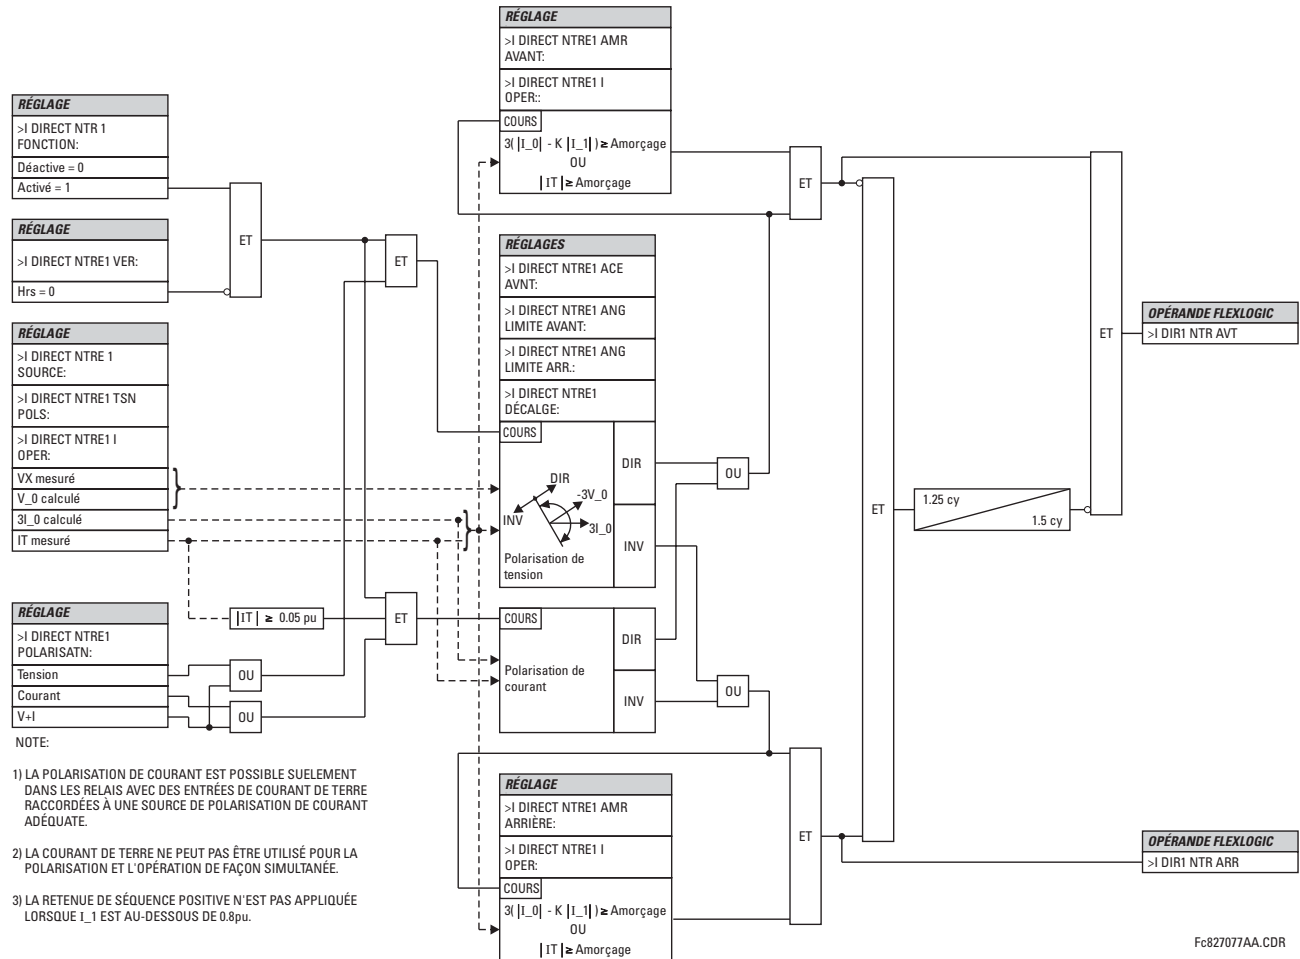 RÉGLAGE
>I DIRECT NTR 1
FONCTION:
Déactive = 0
Activé = 1
RÉGLAGE
>I DIRECT NTRE1 VER:
Hrs = 0
RÉGLAGE
>I DIRECT NTRE 1
SOURCE:
>I DIRECT NTRE1 TSN
POLS:
>I DIRECT NTRE1 I
OPER:
VX mesuré
V_0 calculé
3I_0 calculé
IT mesuré
RÉGLAGE
>I DIRECT NTRE1
POLARISATN:
Tension
Courant
V+I
ET
ET
|IT| ≥ 0.05 pu
ET
OU
OU
RÉGLAGE
>I DIRECT NTRE1 AMR
AVANT:
>I DIRECT NTRE1 I
OPER::
COURS
3( |I_0| - K |I_1| ) ≥ Amorçage
OU
|IT| ≥ Amorçage
RÉGLAGES
>I DIRECT NTRE1 ACE
AVNT:
>I DIRECT NTRE1 ANG
LIMITE AVANT:
>I DIRECT NTRE1 ANG
LIMITE ARR.:
>I DIRECT NTRE1
DÉCALGE:
COURS
DIR
-3V_0
INV
3I_0
Polarisation de
tension
DIR
INV
COURS
Polarisation de
courant
DIR
INV
OU
OU
RÉGLAGE
>I DIRECT NTRE1 AMR
ARRIÈRE:
>I DIRECT NTRE1 I
OPER:
COURS
3( |I_0| - K |I_1| ) ≥ Amorçage
OU
|IT| ≥ Amorçage
ET
ET
ET
1.25 cy
1.5 cy
ET
OPÉRANDE FLEXLOGIC
>I DIR1 NTR AVT
OPÉRANDE FLEXLOGIC
>I DIR1 NTR ARR
NOTE:
1) LA POLARISATION DE COURANT EST POSSIBLE SUELEMENT
DANS LES RELAIS AVEC DES ENTRÉES DE COURANT DE TERRE
RACCORDÉES À UNE SOURCE DE POLARISATION DE COURANT
ADÉQUATE.
2) LA COURANT DE TERRE NE PEUT PAS ÊTRE UTILISÉ POUR LA
POLARISATION ET L'OPÉRATION DE FAÇON SIMULTANÉE.
3) LA RETENUE DE SÉQUENCE POSITIVE N'EST PAS APPLIQUÉE
LORSQUE I_1 EST AU-DESSOUS DE 0.8pu.
Fc827077AA.CDR